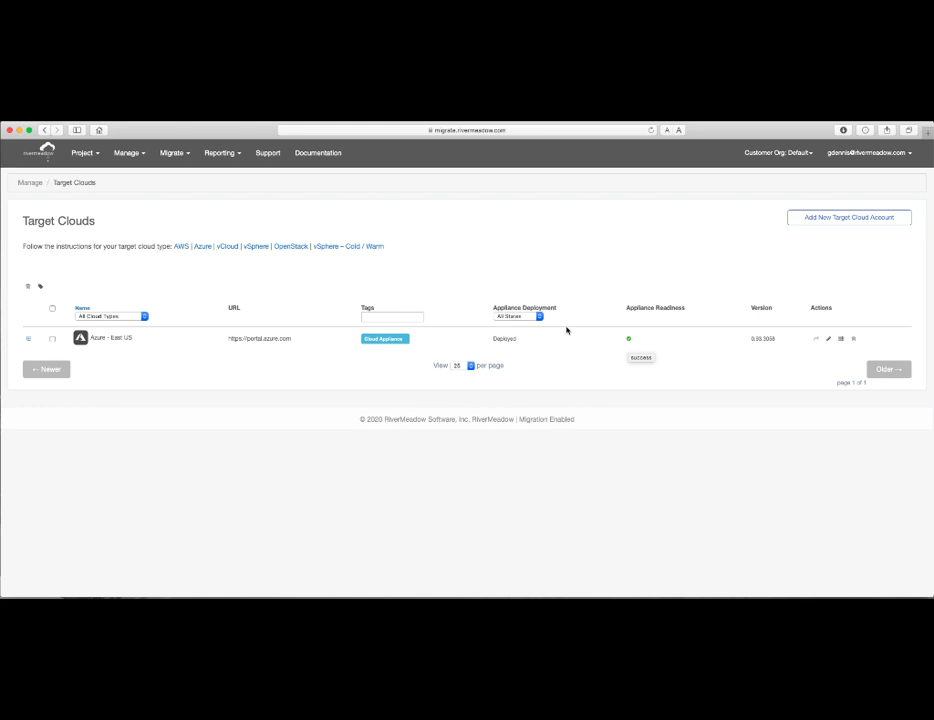 migrate.rivermeadow.com
A A
rivermeadow
Project Manage Migrate Reporting Support Documentation Customer Org: Default gdennis@rivermeadow.com
Manage / Target Clouds
Target Clouds
Add New Target Cloud Account
Follow the instructions for your target cloud type: AWS | Azure | vCloud | vSphere | OpenStack | vSphere – Cold / Warm
Name URL Tags Appliance Deployment Appliance Readiness Version Actions
All Cloud Types All States
Azure - East US https://portal.azure.com Cloud Appliance Deployed 0.93.3058
success
← Newer View 25 per page Older →
page 1 of 1
© 2020 RiverMeadow Software, Inc. RiverMeadow | Migration Enabled